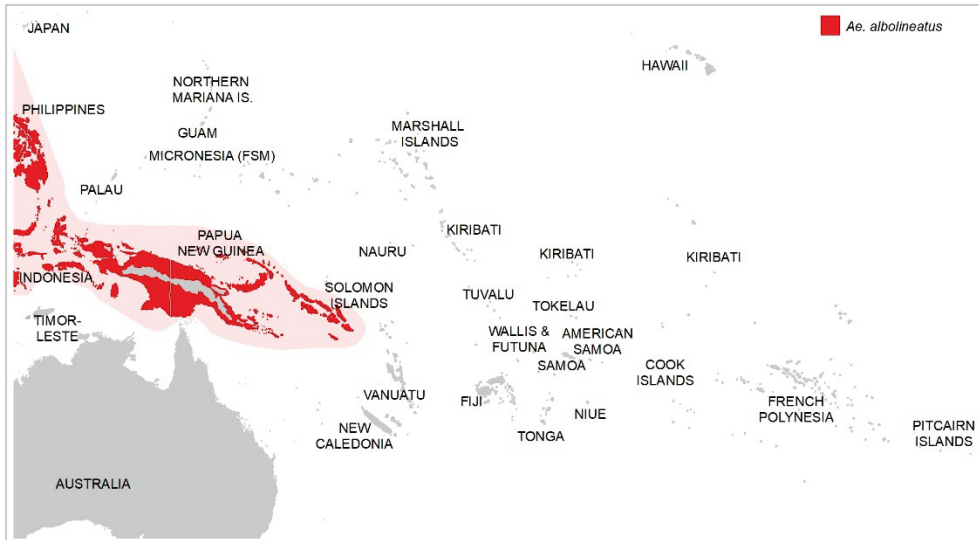 JAPAN
Ae. albolineatus
HAWAII
NORTHERN
MARIANA IS.
PHILIPPINES
GUAM
MARSHALL
ISLANDS
MICRONESIA (FSM)
PALAU
KIRIBATI
PAPUA
NEW GUINEA
NAURU
KIRIBATI
KIRIBATI
INDONESIA
SOLOMON
ISLANDS
TUVALU
TOKELAU
TIMOR-
LESTE
WALLIS &
FUTUNA
AMERICAN
SAMOA
SAMOA
COOK
ISLANDS
VANUATU
FIJI
NIUE
FRENCH
POLYNESIA
NEW
CALEDONIA
TONGA
PITCAIRN
ISLANDS
AUSTRALIA